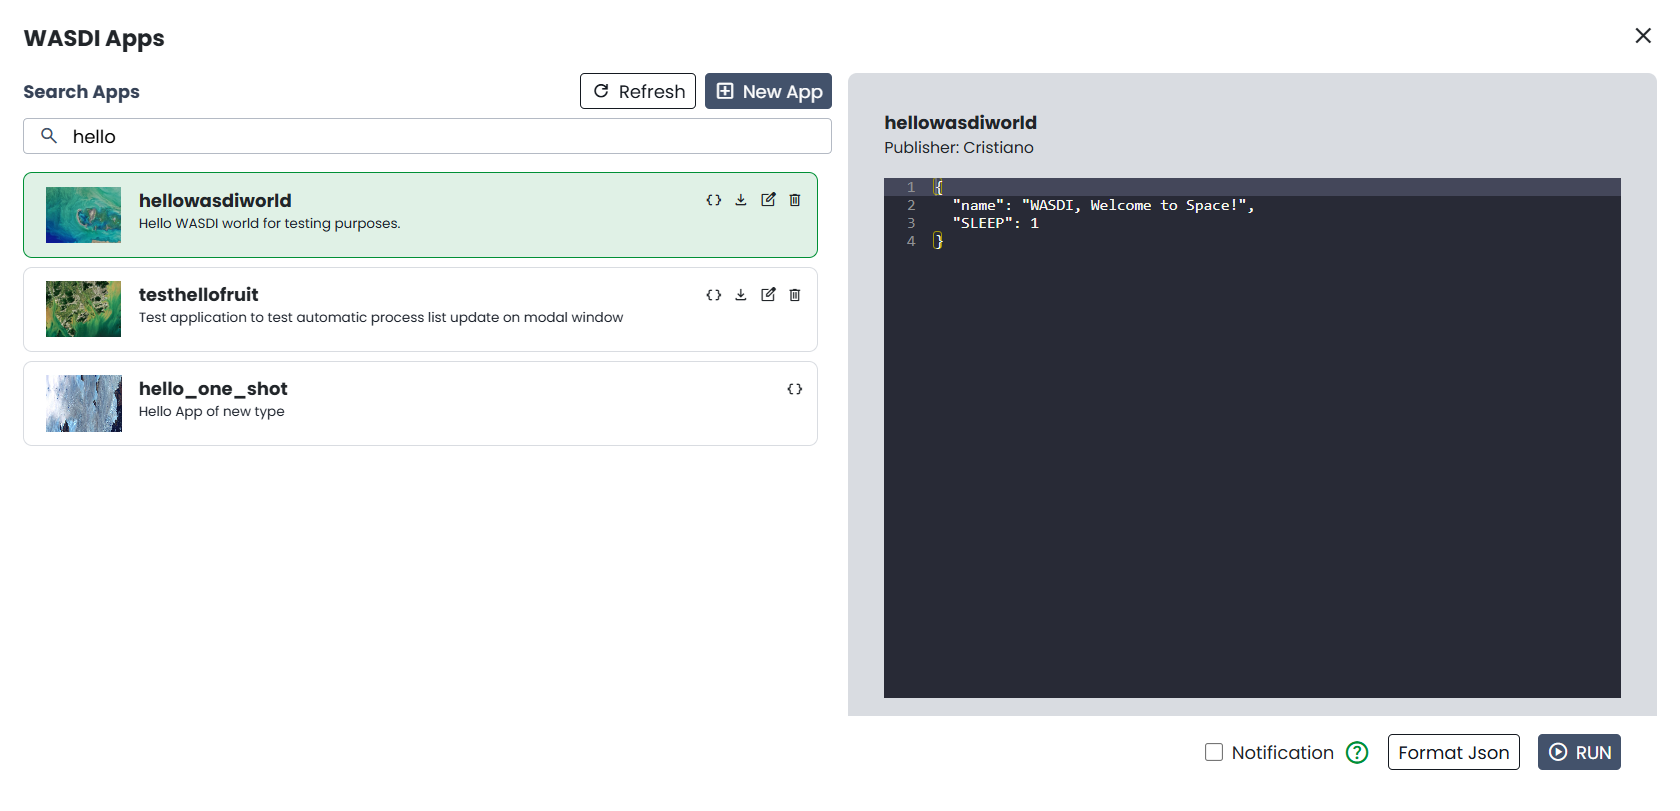 WASDI Apps
Search Apps
Refresh
New App
hello
hellowasdiworld
Hello WASDI world for testing purposes.
testhellofruit
Test application to test automatic process list update on modal window
hello_one_shot
Hello App of new type
hellowasdiworld
Publisher: Cristiano
1 {
2 "name": "WASDI, Welcome to Space!",
3 "SLEEP": 1
4 }
Notification ?
Format Json
RUN